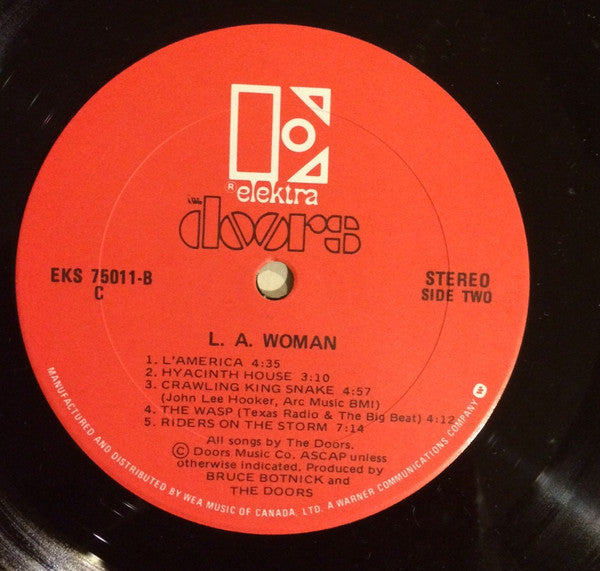 ® elektra
the doors
EKS 75011-B
C
STEREO
SIDE TWO
L. A. WOMAN
1. L'AMERICA 4:35
2. HYACINTH HOUSE 3:10
3. CRAWLING KING SNAKE 4:57
(John Lee Hooker, Arc Music BMI)
4. THE WASP (Texas Radio & The Big Beat) 4:12
5. RIDERS ON THE STORM 7:14
All songs by The Doors.
© Doors Music Co. ASCAP unless
otherwise indicated. Produced by
BRUCE BOTNICK and
THE DOORS
MANUFACTURED AND DISTRIBUTED BY WEA MUSIC OF CANADA, LTD. A WARNER COMMUNICATIONS COMPANY